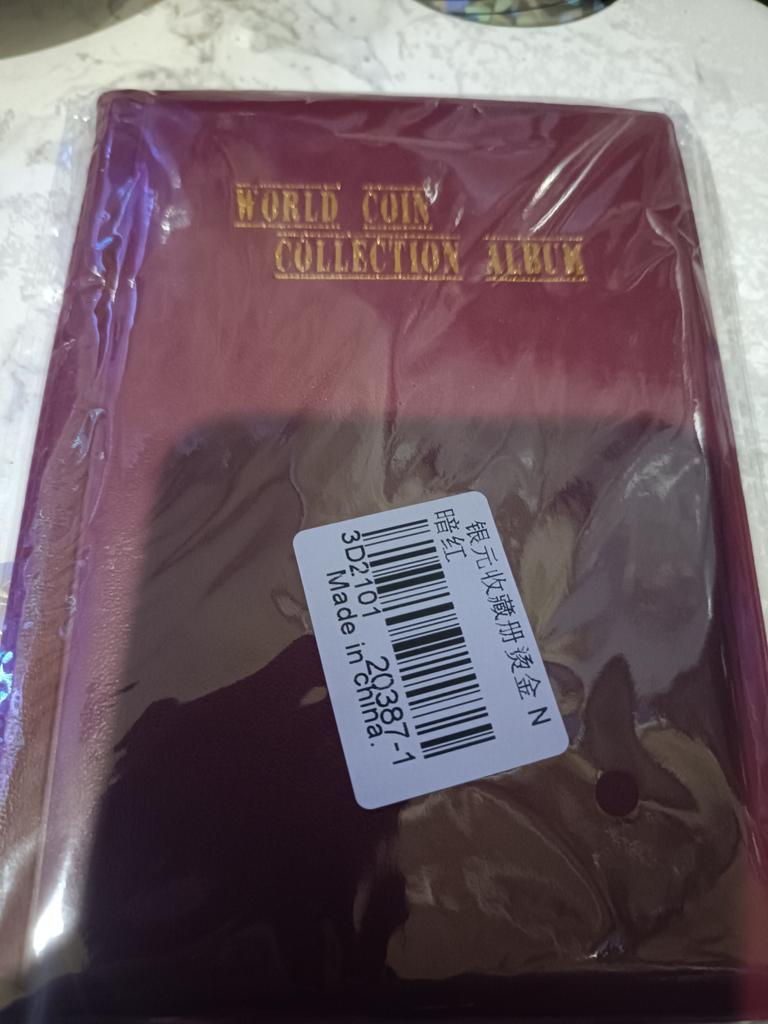 WORLD COIN
COLLECTION ALBUM
银元收藏册 烫金 N
暗红
3D2101 20387-1
Made in china.